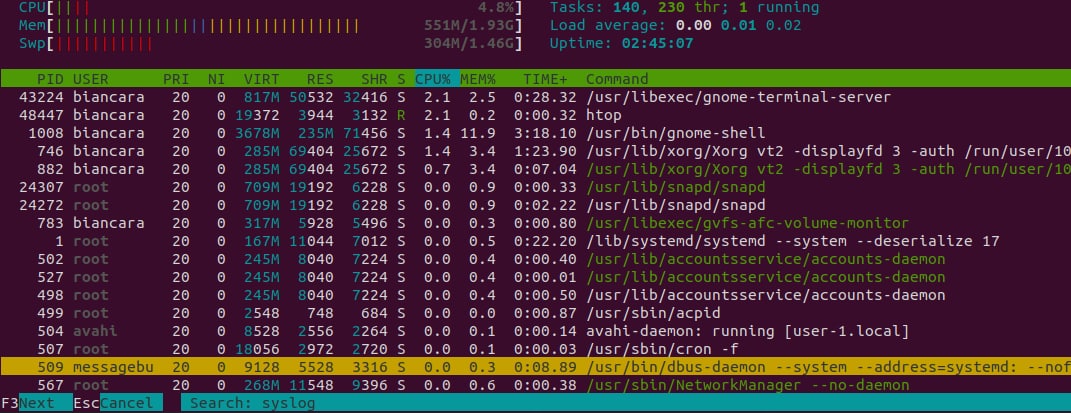 CPU[|||| 4.8%] Tasks: 140, 230 thr; 1 running
Mem[||||||||||||||||||||||||||||||||||||| 551M/1.93G] Load average: 0.00 0.01 0.02
Swp[||||||||||||| 304M/1.46G] Uptime: 02:45:07
PID USER PRI NI VIRT RES SHR S CPU% MEM% TIME+ Command
43224 biancara 20 0 817M 50532 32416 S 2.1 2.5 0:28.32 /usr/libexec/gnome-terminal-server
48447 biancara 20 0 19372 3944 3132 R 2.1 0.2 0:00.32 htop
1008 biancara 20 0 3678M 235M 71456 S 1.4 11.9 3:18.10 /usr/bin/gnome-shell
746 biancara 20 0 285M 69404 25672 S 1.4 3.4 1:23.90 /usr/lib/xorg/Xorg vt2 -displayfd 3 -auth /run/user/10
882 biancara 20 0 285M 69404 25672 S 0.7 3.4 0:07.04 /usr/lib/xorg/Xorg vt2 -displayfd 3 -auth /run/user/10
24307 root 20 0 709M 19192 6228 S 0.0 0.9 0:00.33 /usr/lib/snapd/snapd
24272 root 20 0 709M 19192 6228 S 0.0 0.9 0:02.22 /usr/lib/snapd/snapd
783 biancara 20 0 317M 5928 5496 S 0.0 0.3 0:00.80 /usr/libexec/gvfs-afc-volume-monitor
1 root 20 0 167M 11044 7012 S 0.0 0.5 0:22.20 /lib/systemd/systemd --system --deserialize 17
502 root 20 0 245M 8040 7224 S 0.0 0.4 0:00.40 /usr/lib/accountsservice/accounts-daemon
527 root 20 0 245M 8040 7224 S 0.0 0.4 0:00.01 /usr/lib/accountsservice/accounts-daemon
498 root 20 0 245M 8040 7224 S 0.0 0.4 0:00.50 /usr/lib/accountsservice/accounts-daemon
499 root 20 0 2548 748 684 S 0.0 0.0 0:00.87 /usr/sbin/acpid
504 avahi 20 0 8528 2556 2264 S 0.0 0.1 0:00.14 avahi-daemon: running [user-1.local]
507 root 20 0 18056 2972 2720 S 0.0 0.1 0:00.03 /usr/sbin/cron -f
509 messagebu 20 0 9128 5528 3316 S 0.0 0.3 0:08.89 /usr/bin/dbus-daemon --system --address=systemd: --nof
567 root 20 0 268M 11548 9396 S 0.0 0.6 0:00.38 /usr/sbin/NetworkManager --no-daemon
F3Next EscCancel Search: syslog